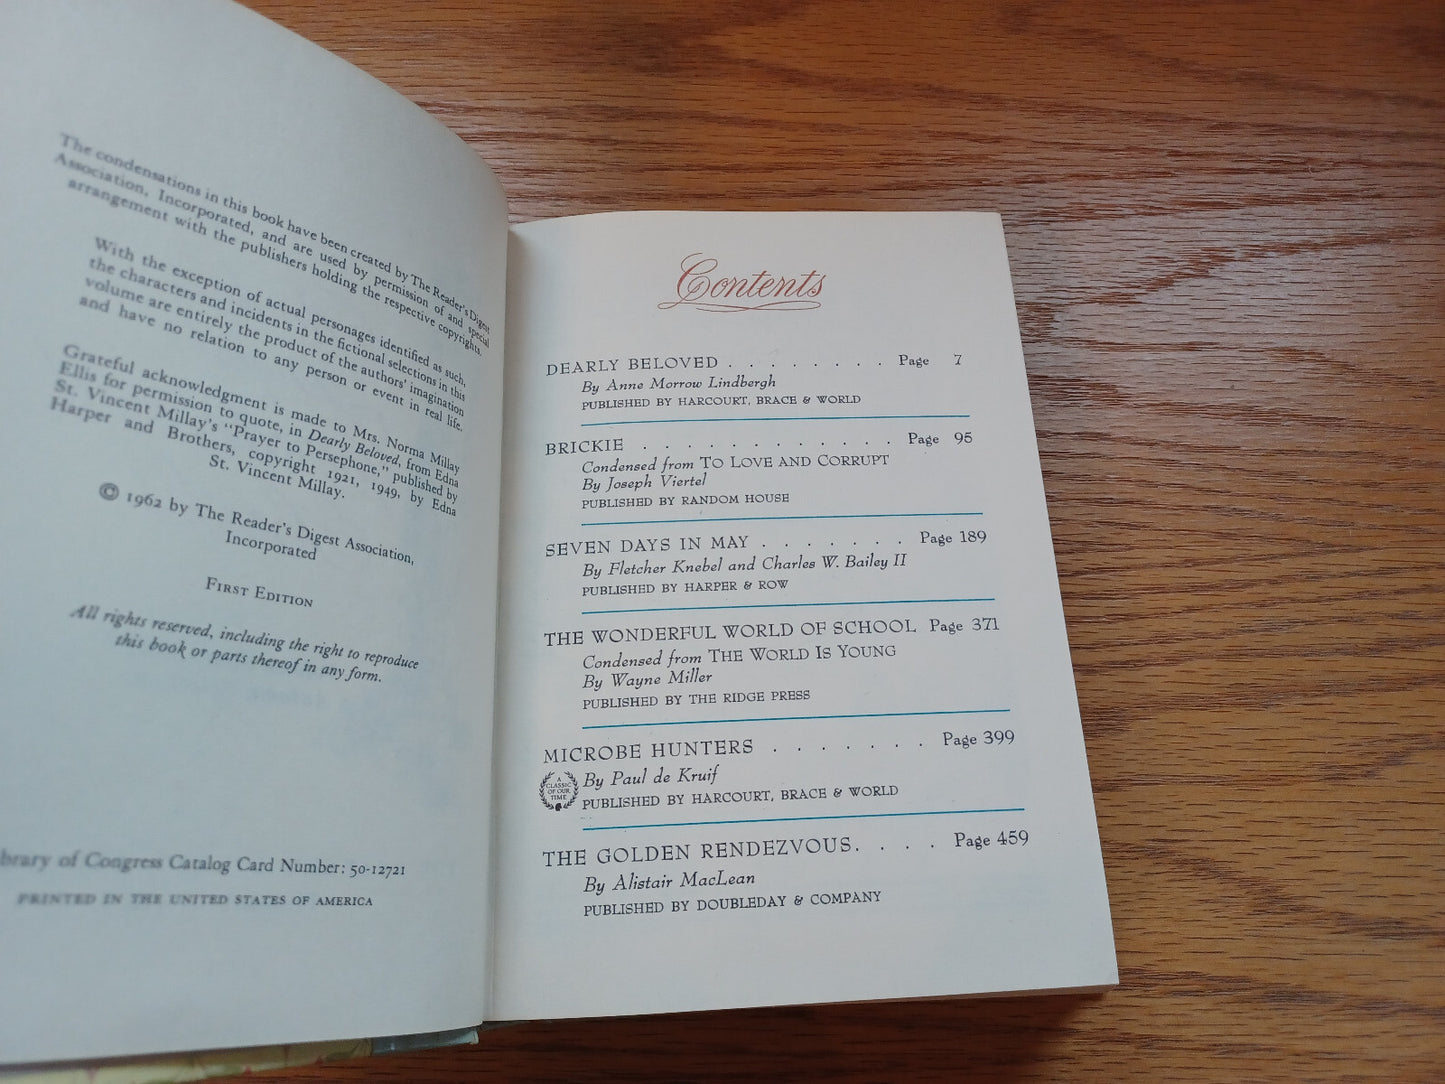 The condensations in this book have been created by The Reader's Digest
Association, Incorporated, and are used by permission of and special
arrangement with the publishers holding the respective copyrights.
With the exception of actual personages identified as such,
the characters and incidents in the fictional selections in this
volume are entirely the product of the authors' imagination
and have no relation to any person or event in real life.
Grateful acknowledgment is made to Mrs. Norma Millay
Ellis for permission to quote, in Dearly Beloved, from Edna
St. Vincent Millay's "Prayer to Persephone," published by
Harper and Brothers, copyright 1921, 1949, by Edna
St. Vincent Millay.
© 1962 by The Reader's Digest Association,
Incorporated
FIRST EDITION
All rights reserved, including the right to reproduce
this book or parts thereof in any form.
brary of Congress Catalog Card Number: 50-12721
PRINTED IN THE UNITED STATES OF AMERICA
Contents
DEARLY BELOVED . . . . . . . . Page 7
By Anne Morrow Lindbergh
PUBLISHED BY HARCOURT, BRACE & WORLD
BRICKIE . . . . . . . . . . . . Page 95
Condensed from TO LOVE AND CORRUPT
By Joseph Viertel
PUBLISHED BY RANDOM HOUSE
SEVEN DAYS IN MAY . . . . . . . Page 189
By Fletcher Knebel and Charles W. Bailey II
PUBLISHED BY HARPER & ROW
THE WONDERFUL WORLD OF SCHOOL Page 371
Condensed from THE WORLD IS YOUNG
By Wayne Miller
PUBLISHED BY THE RIDGE PRESS
MICROBE HUNTERS . . . . . . . Page 399
A
CLASSIC
OF OUR
TIME
By Paul de Kruif
PUBLISHED BY HARCOURT, BRACE & WORLD
THE GOLDEN RENDEZVOUS. . . . . Page 459
By Alistair MacLean
PUBLISHED BY DOUBLEDAY & COMPANY